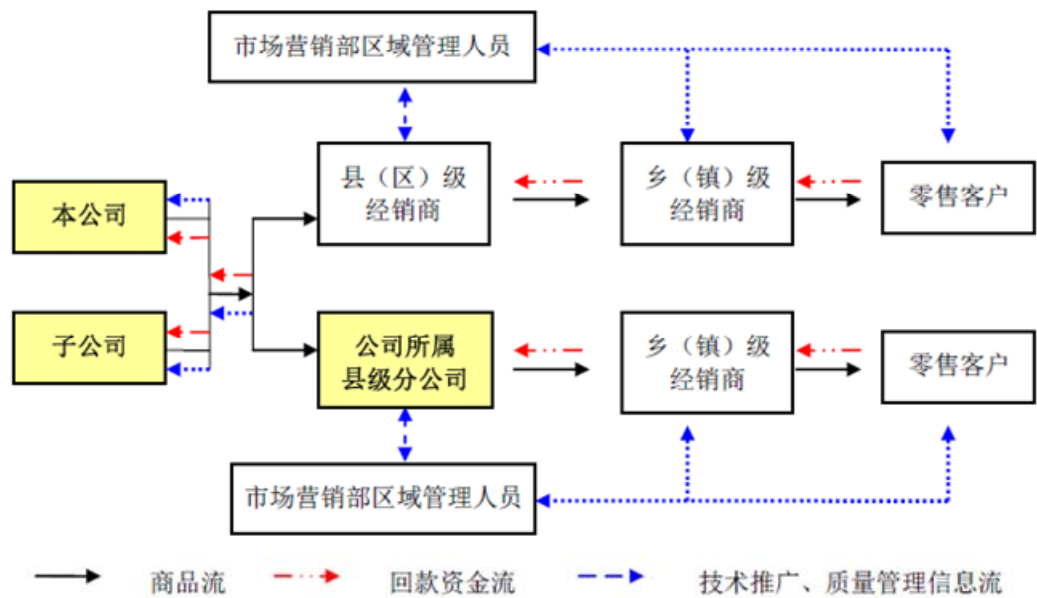 市场营销部区域管理人员
县（区）级
经销商
乡（镇）级
经销商
零售客户
本公司
子公司
公司所属
县级分公司
乡（镇）级
经销商
零售客户
市场营销部区域管理人员
商品流
回款资金流
技术推广、质量管理信息流